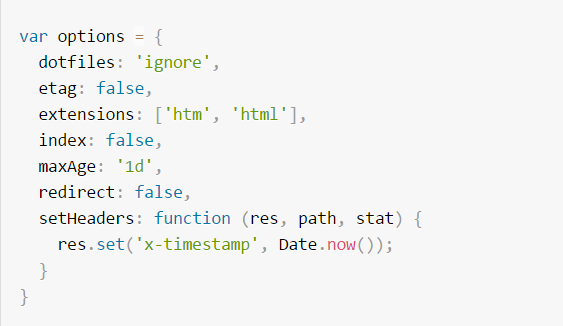 var options = {
  dotfiles: 'ignore',
  etag: false,
  extensions: ['htm', 'html'],
  index: false,
  maxAge: '1d',
  redirect: false,
  setHeaders: function (res, path, stat) {
    res.set('x-timestamp', Date.now());
  }
}